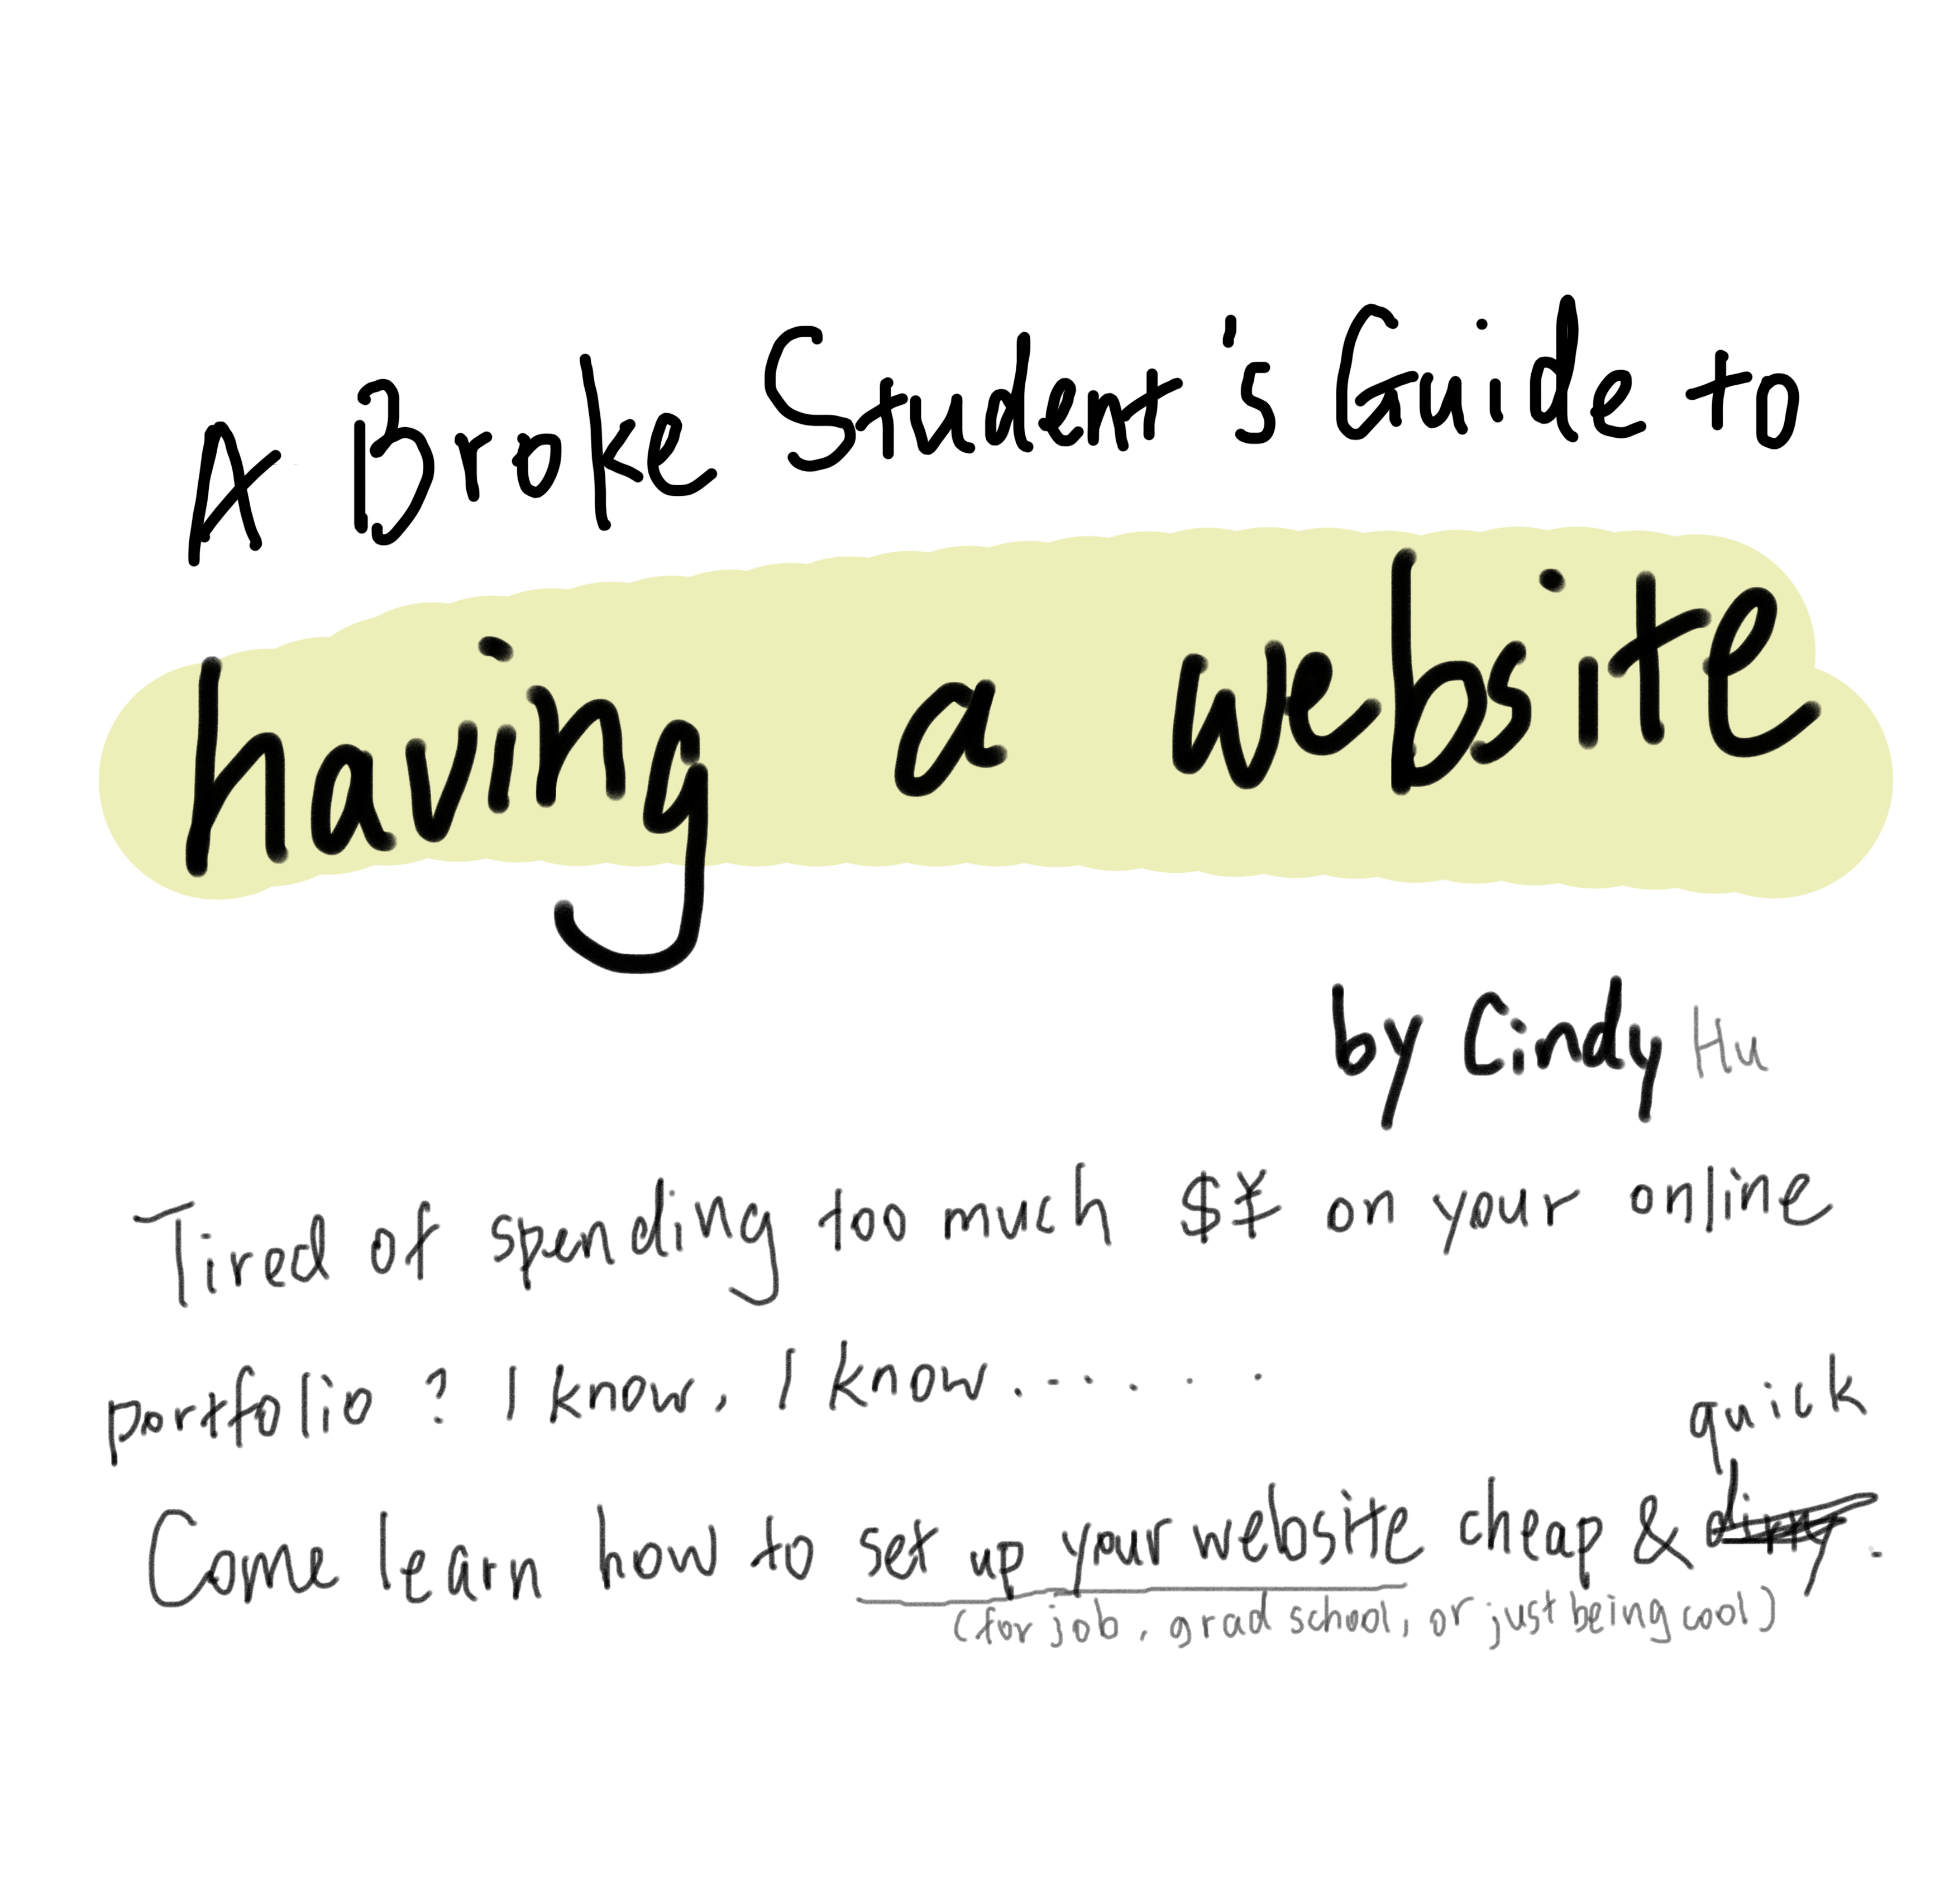 A Broke Student's Guide to
having a website
by Cindy Hu
Tired of spending too much $¥ on your online
portfolio? I know, I know.......
quick
Come learn how to set up your website cheap & dirty.
(for job, grad school, or just being cool)